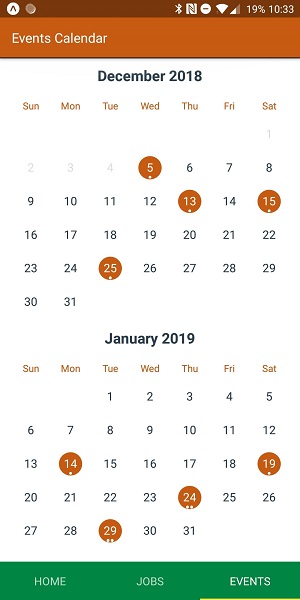 19% 10:33
Events Calendar
December 2018
Sun Mon Tue Wed Thu Fri Sat
1
2 3 4 5 6 7 8
9 10 11 12 13 14 15
16 17 18 19 20 21 22
23 24 25 26 27 28 29
30 31
January 2019
Sun Mon Tue Wed Thu Fri Sat
1 2 3 4 5
6 7 8 9 10 11 12
13 14 15 16 17 18 19
20 21 22 23 24 25 26
27 28 29 30 31
HOME JOBS EVENTS